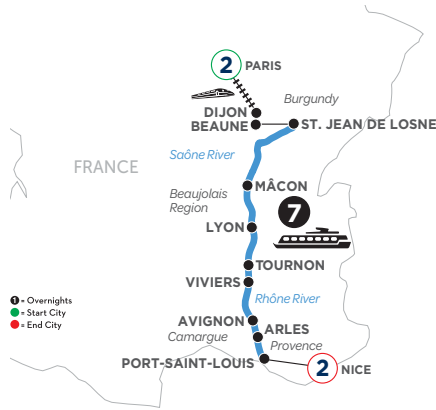 2 PARIS
Burgundy
DIJON
BEAUNE
ST. JEAN DE LOSNE
Saône River
FRANCE
MÂCON
Beaujolais
Region
7
LYON
TOURNON
VIVIERS
Rhône River
1 = Overnights
= Start City
= End City
AVIGNON
ARLES
Camargue
Provence
PORT-SAINT-LOUIS
2 NICE